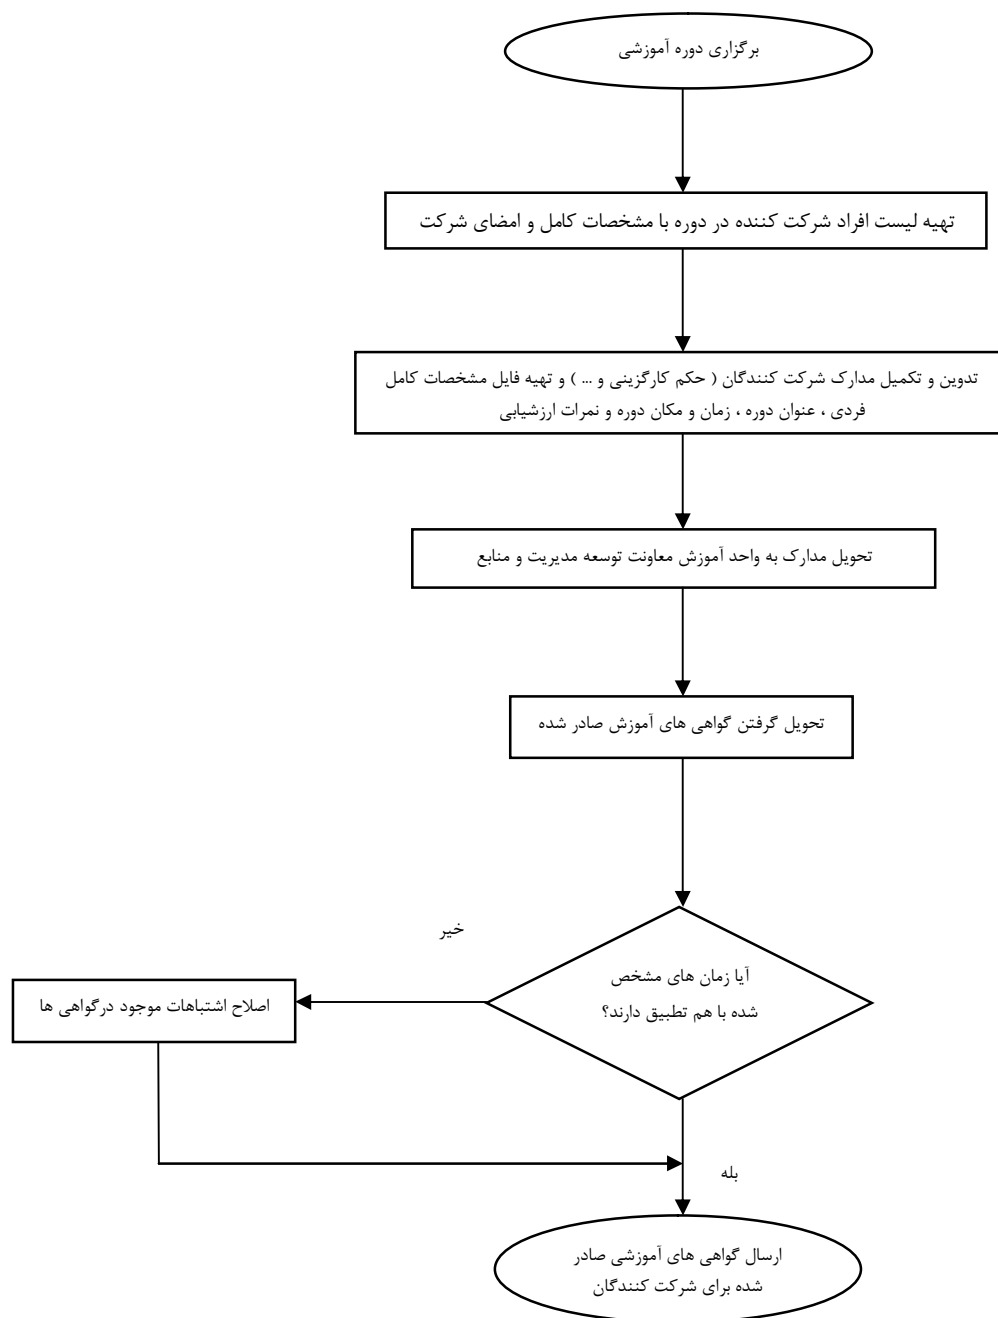 برگزاری دوره آموزشی
تهیه لیست افراد شرکت کننده در دوره با مشخصات کامل و امضای شرکت
تدوین و تکمیل مدارک شرکت کنندگان ( حکم کارگزینی و ... ) و تهیه فایل مشخصات کامل
فردی ، عنوان دوره ، زمان و مکان دوره و نمرات ارزشیابی
تحویل مدارک به واحد آموزش معاونت توسعه مدیریت و منابع
تحویل گرفتن گواهی های آموزش صادر شده
خیر
آیا زمان های مشخص
شده با هم تطبیق دارند؟
اصلاح اشتباهات موجود درگواهی ها
بله
ارسال گواهی های آموزشی صادر
شده برای شرکت کنندگان